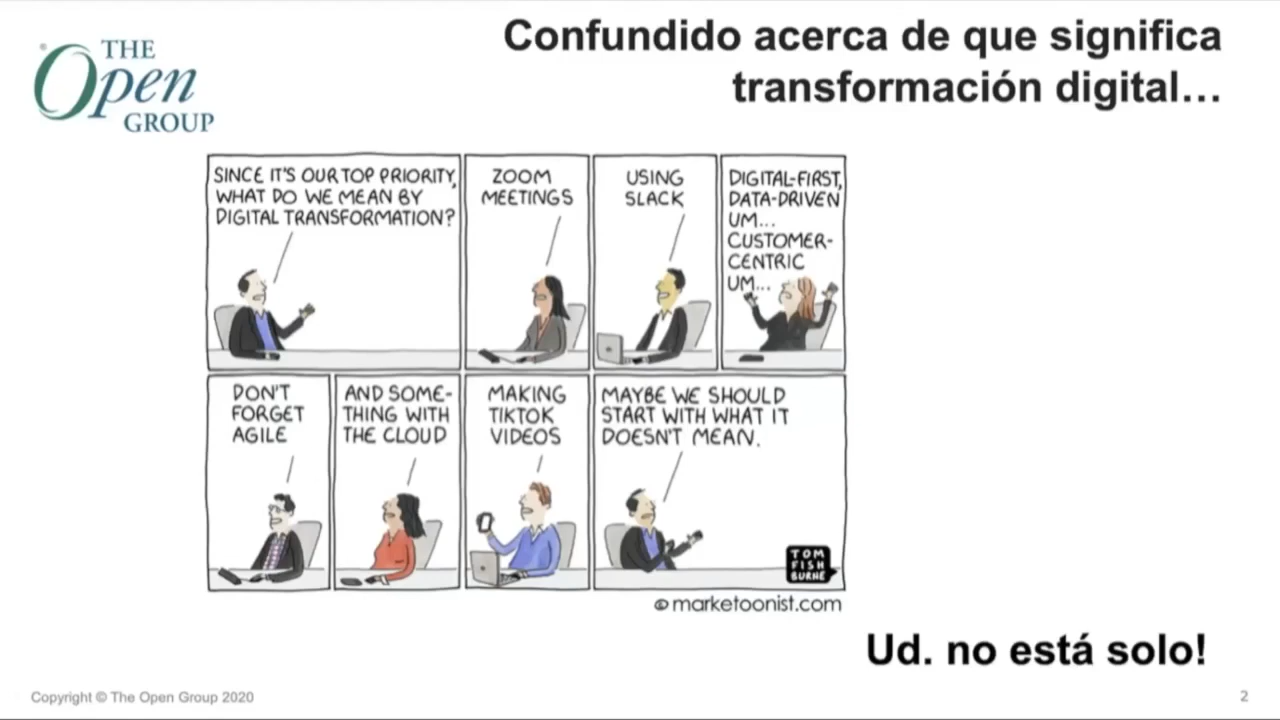 THE
Open
GROUP
Confundido acerca de que significa
transformación digital…
SINCE IT'S OUR TOP PRIORITY,
WHAT DO WE MEAN BY
DIGITAL TRANSFORMATION?
ZOOM
MEETINGS
USING
SLACK
DIGITAL-FIRST,
DATA-DRIVEN
UM...
CUSTOMER-
CENTRIC
UM...
DON'T
FORGET
AGILE
AND SOME-
THING WITH
THE CLOUD
MAKING
TIKTOK
VIDEOS
MAYBE WE SHOULD
START WITH WHAT IT
DOESN'T MEAN.
TOM
FISH
BURNE
© marketoonist.com
Ud. no está solo!
Copyright © The Open Group 2020
2